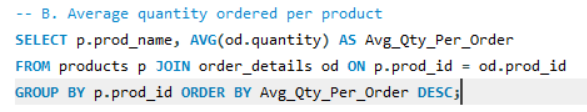 -- B. Average quantity ordered per product
SELECT p.prod_name, AVG(od.quantity) AS Avg_Qty_Per_Order
FROM products p JOIN order_details od ON p.prod_id = od.prod_id
GROUP BY p.prod_id ORDER BY Avg_Qty_Per_Order DESC;